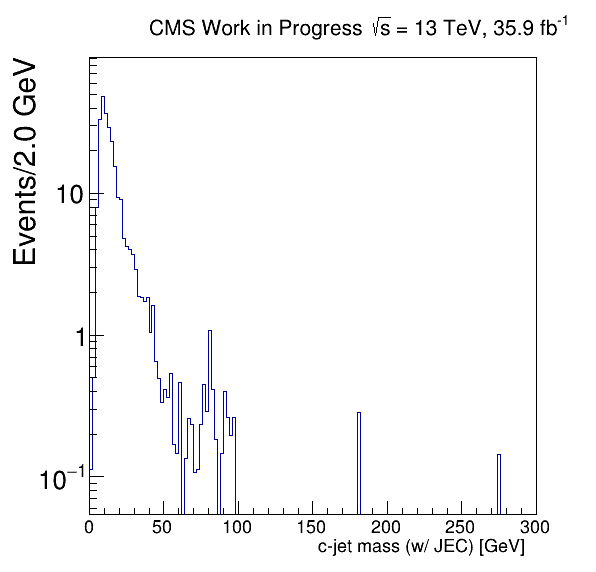 CMS Work in Progress √s = 13 TeV, 35.9 fb⁻¹
Events/2.0 GeV
10
1
10⁻¹
0 50 100 150 200 250 300
c-jet mass (w/ JEC) [GeV]